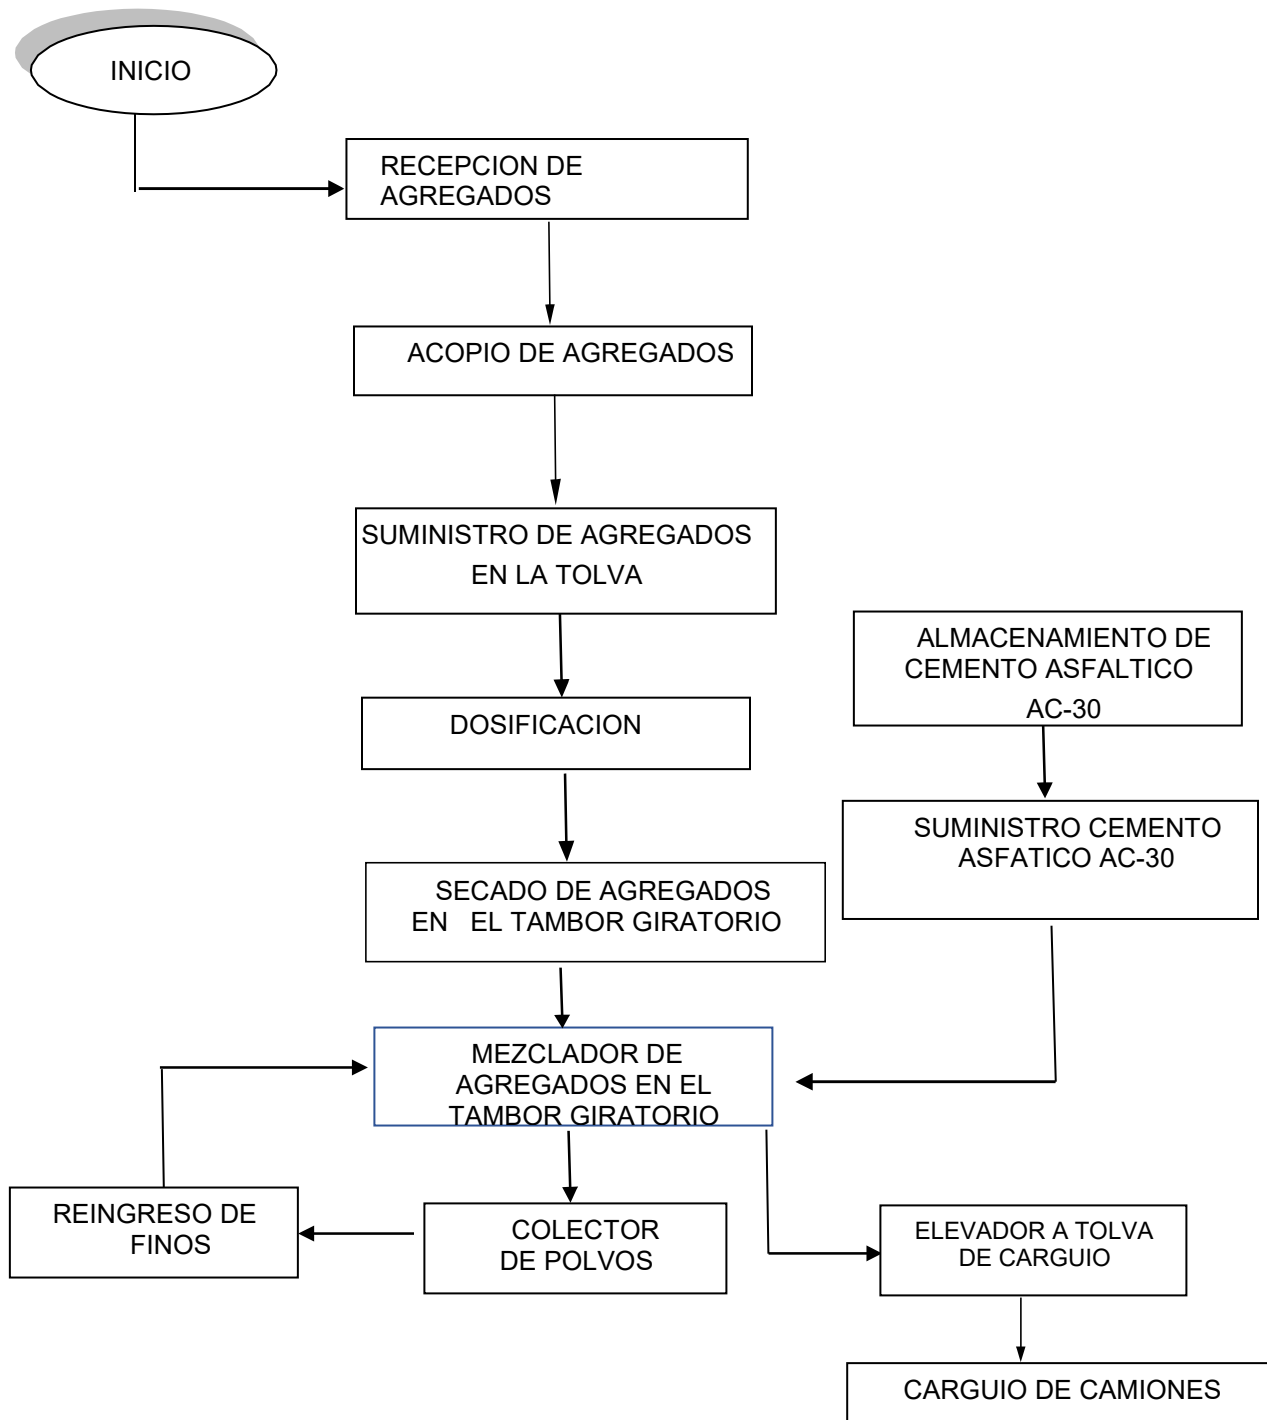 INICIO
RECEPCION DE
AGREGADOS
ACOPIO DE AGREGADOS
SUMINISTRO DE AGREGADOS
EN LA TOLVA
DOSIFICACION
SECADO DE AGREGADOS
EN EL TAMBOR GIRATORIO
ALMACENAMIENTO DE
CEMENTO ASFALTICO
AC-30
SUMINISTRO CEMENTO
ASFATICO AC-30
MEZCLADOR DE
AGREGADOS EN EL
TAMBOR GIRATORIO
REINGRESO DE
FINOS
COLECTOR
DE POLVOS
ELEVADOR A TOLVA
DE CARGUIO
CARGUIO DE CAMIONES